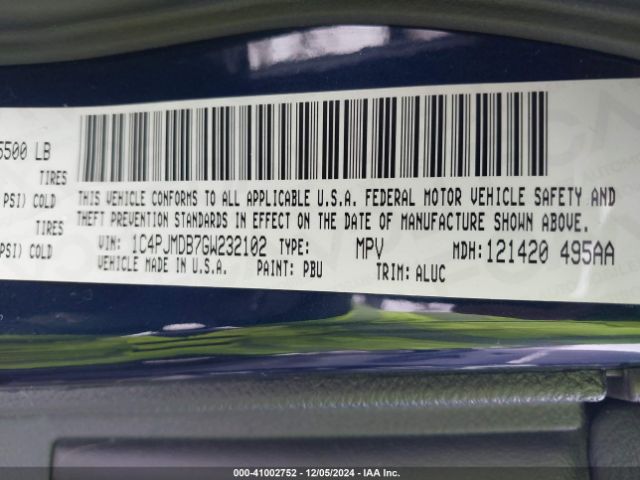 5500 LB
TIRES
PSI) COLD
TIRES
PSI) COLD
THIS VEHICLE CONFORMS TO ALL APPLICABLE U.S.A. FEDERAL MOTOR VEHICLE SAFETY AND
THEFT PREVENTION STANDARDS IN EFFECT ON THE DATE OF MANUFACTURE SHOWN ABOVE.
VIN: 1C4PJMDB7GW232102 TYPE: MPV MDH: 121420 495AA
VEHICLE MADE IN U.S.A. PAINT: PBU TRIM: ALUC
000-41002752 | 12/05/2024 | IAA Inc.